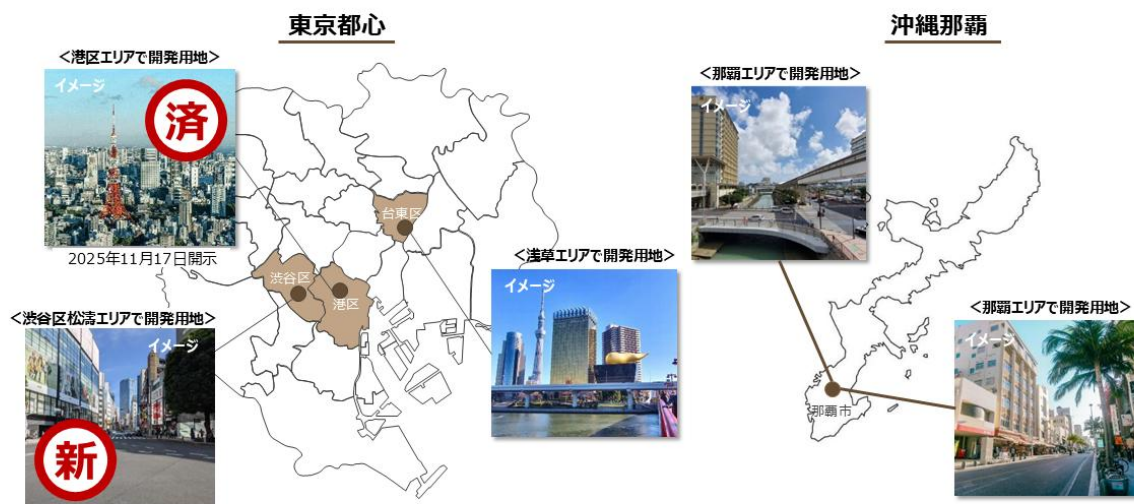 東京都心
<港区エリアで開発用地>
イメージ
済
2025年11月17日開示
台東区
渋谷区
港区
<浅草エリアで開発用地>
イメージ
<渋谷区松濤エリアで開発用地>
イメージ
新
沖縄那覇
<那覇エリアで開発用地>
イメージ
<那覇エリアで開発用地>
イメージ
那覇市